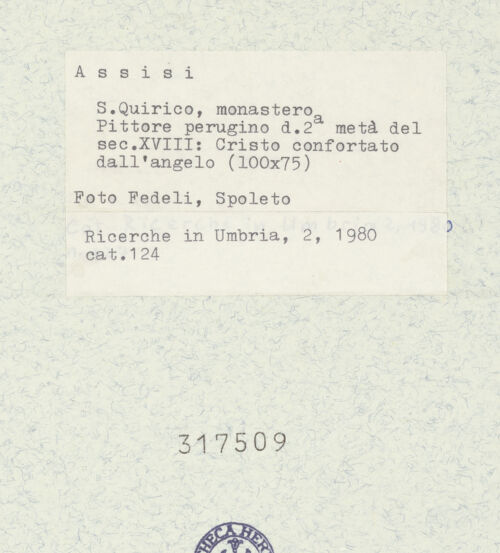 A s s i s i
S.Quirico, monastero
Pittore perugino d.2a metà del
sec.XVIII: Cristo confortato
dall'angelo (100x75)
Foto Fedeli, Spoleto
Ricerche in Umbria, 2, 1980
cat.124
317509